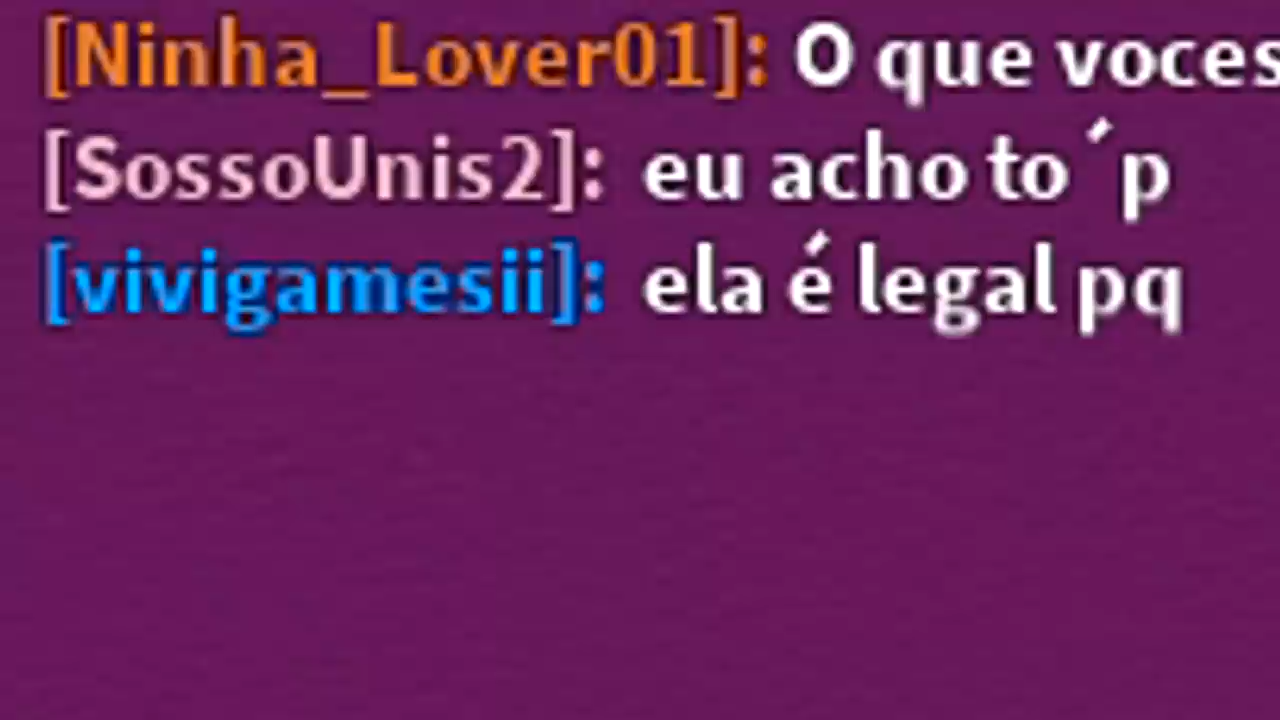 [Ninha_Lover01]: O que voces
[SossoUnis2]: eu acho to´p
[vivigamesii]: ela é legal pq